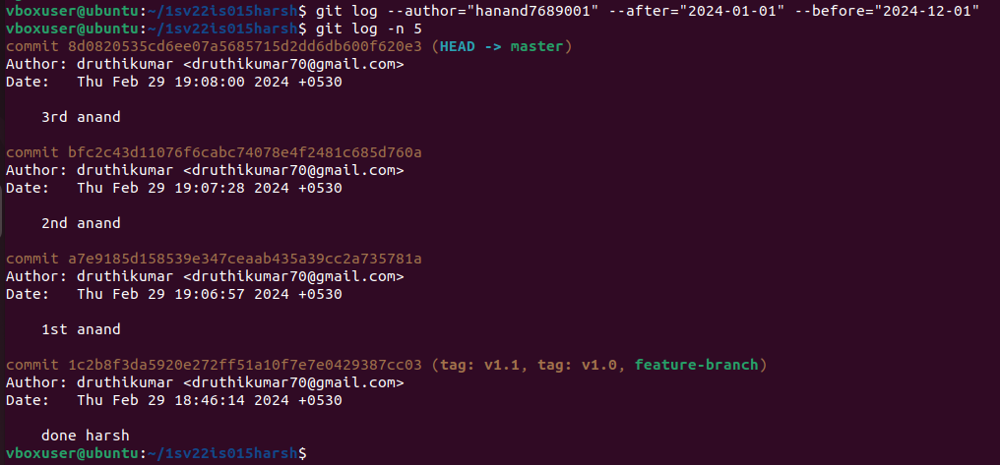 vboxuser@ubuntu:~/1sv22is015harsh$ git log --author="hanand7689001" --after="2024-01-01" --before="2024-12-01"
vboxuser@ubuntu:~/1sv22is015harsh$ git log -n 5
commit 8d0820535cd6ee07a5685715d2dd6db600f620e3 (HEAD -> master)
Author: druthikumar <druthikumar70@gmail.com>
Date:   Thu Feb 29 19:08:00 2024 +0530

    3rd anand

commit bfc2c43d11076f6cabc74078e4f2481c685d760a
Author: druthikumar <druthikumar70@gmail.com>
Date:   Thu Feb 29 19:07:28 2024 +0530

    2nd anand

commit a7e9185d158539e347ceaab435a39cc2a735781a
Author: druthikumar <druthikumar70@gmail.com>
Date:   Thu Feb 29 19:06:57 2024 +0530

    1st anand

commit 1c2b8f3da5920e272ff51a10f7e7e0429387cc03 (tag: v1.1, tag: v1.0, feature-branch)
Author: druthikumar <druthikumar70@gmail.com>
Date:   Thu Feb 29 18:46:14 2024 +0530

    done harsh
vboxuser@ubuntu:~/1sv22is015harsh$